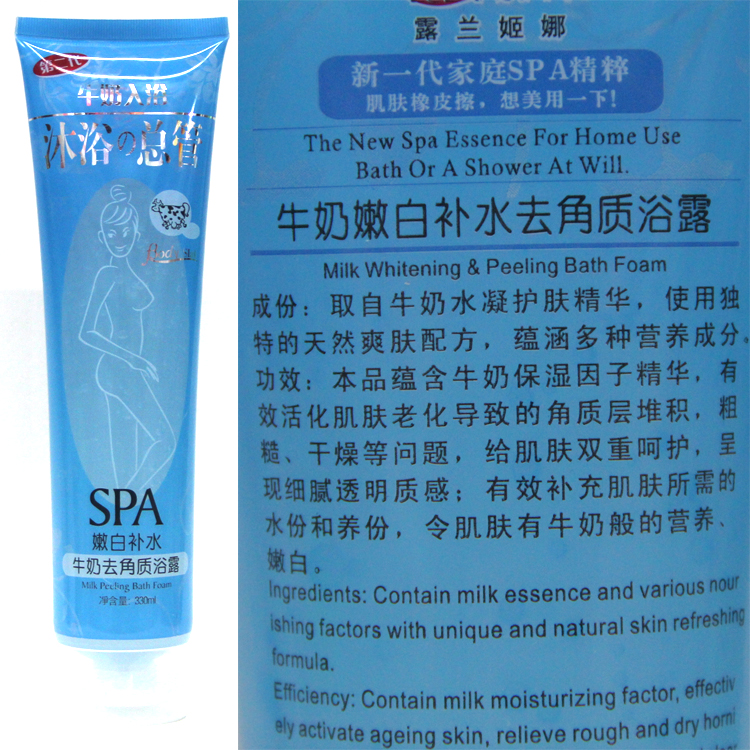 第二代
牛奶入浴
沐浴の总管
SPA
嫩白补水
牛奶去角质浴露
Milk Peeling Bath Foam
净含量: 330ml
露兰姬娜
新一代家庭SPA精粹
肌肤橡皮擦，想美用一下!
The New Spa Essence For Home Use
Bath Or A Shower At Will.
牛奶嫩白补水去角质浴露
Milk Whitening & Peeling Bath Foam
成份：取自牛奶水凝护肤精华，使用独
特的天然爽肤配方，蕴涵多种营养成分。
功效：本品蕴含牛奶保湿因子精华，有
效活化肌肤老化导致的角质层堆积，粗
糙、干燥等问题，给肌肤双重呵护，呈
现细腻透明质感；有效补充肌肤所需的
水份和养份，令肌肤有牛奶般的营养、
嫩白。
Ingredients: Contain milk essence and various nour
ishing factors with unique and natural skin refreshing
formula.
Efficiency: Contain milk moisturizing factor, effectiv
ely activate ageing skin, relieve rough and dry horni